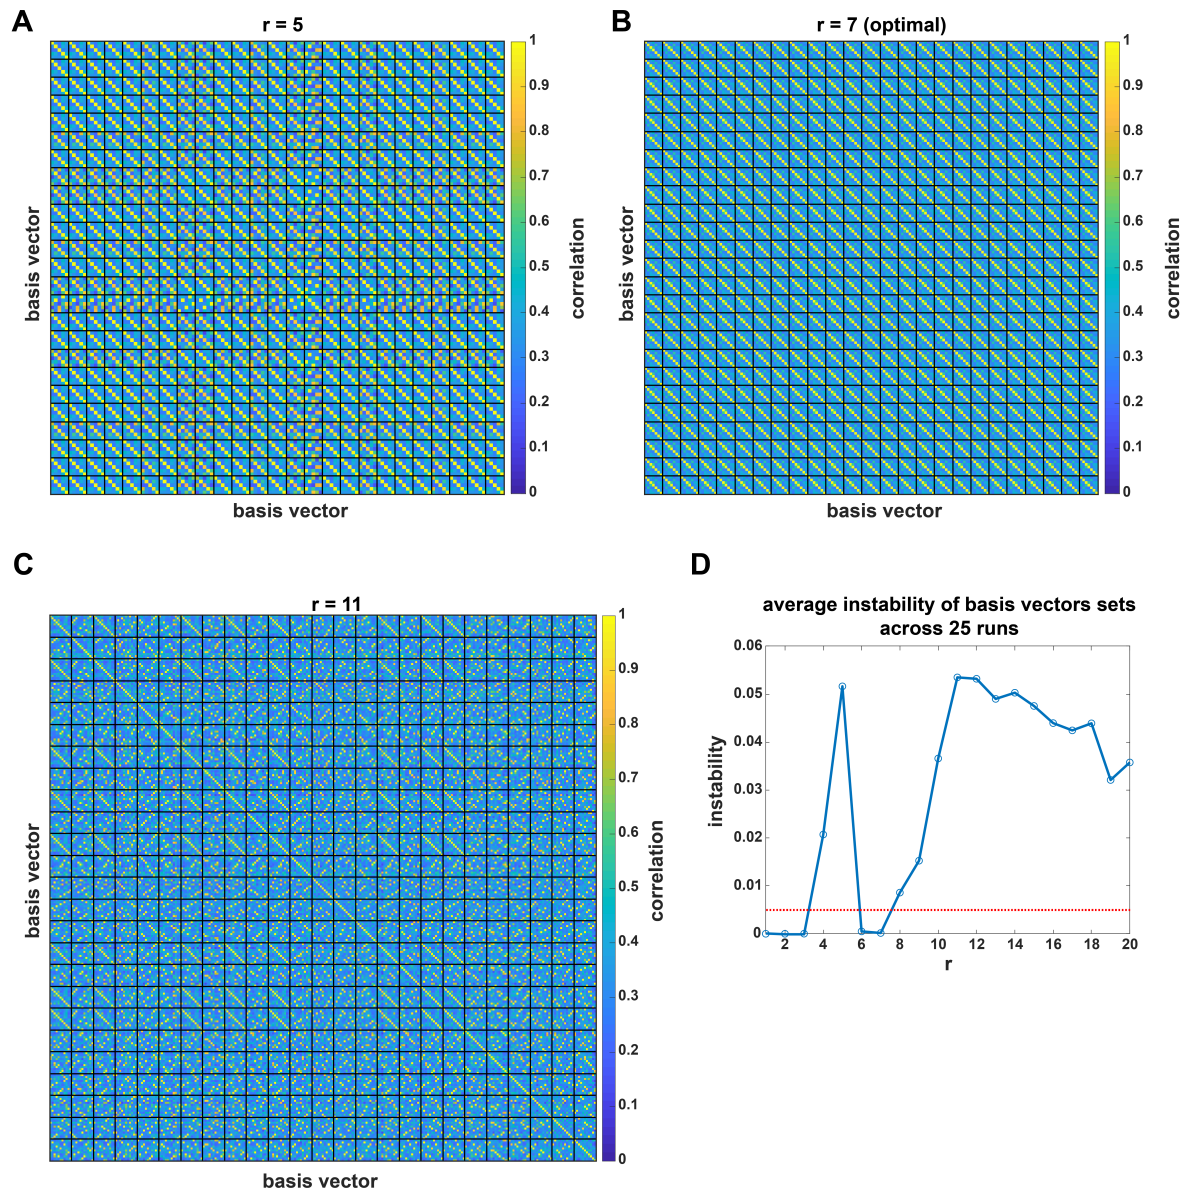 A
r = 5
basis vector
basis vector
1
0.9
0.8
0.7
0.6
0.5
0.4
0.3
0.2
0.1
0
correlation
B
r = 7 (optimal)
basis vector
basis vector
1
0.9
0.8
0.7
0.6
0.5
0.4
0.3
0.2
0.1
0
correlation
C
r = 11
basis vector
basis vector
1
0.9
0.8
0.7
0.6
0.5
0.4
0.3
0.2
0.1
0
correlation
D
average instability of basis vectors sets
across 25 runs
instability
0.06
0.05
0.04
0.03
0.02
0.01
0
2 4 6 8 10 12 14 16 18 20
r